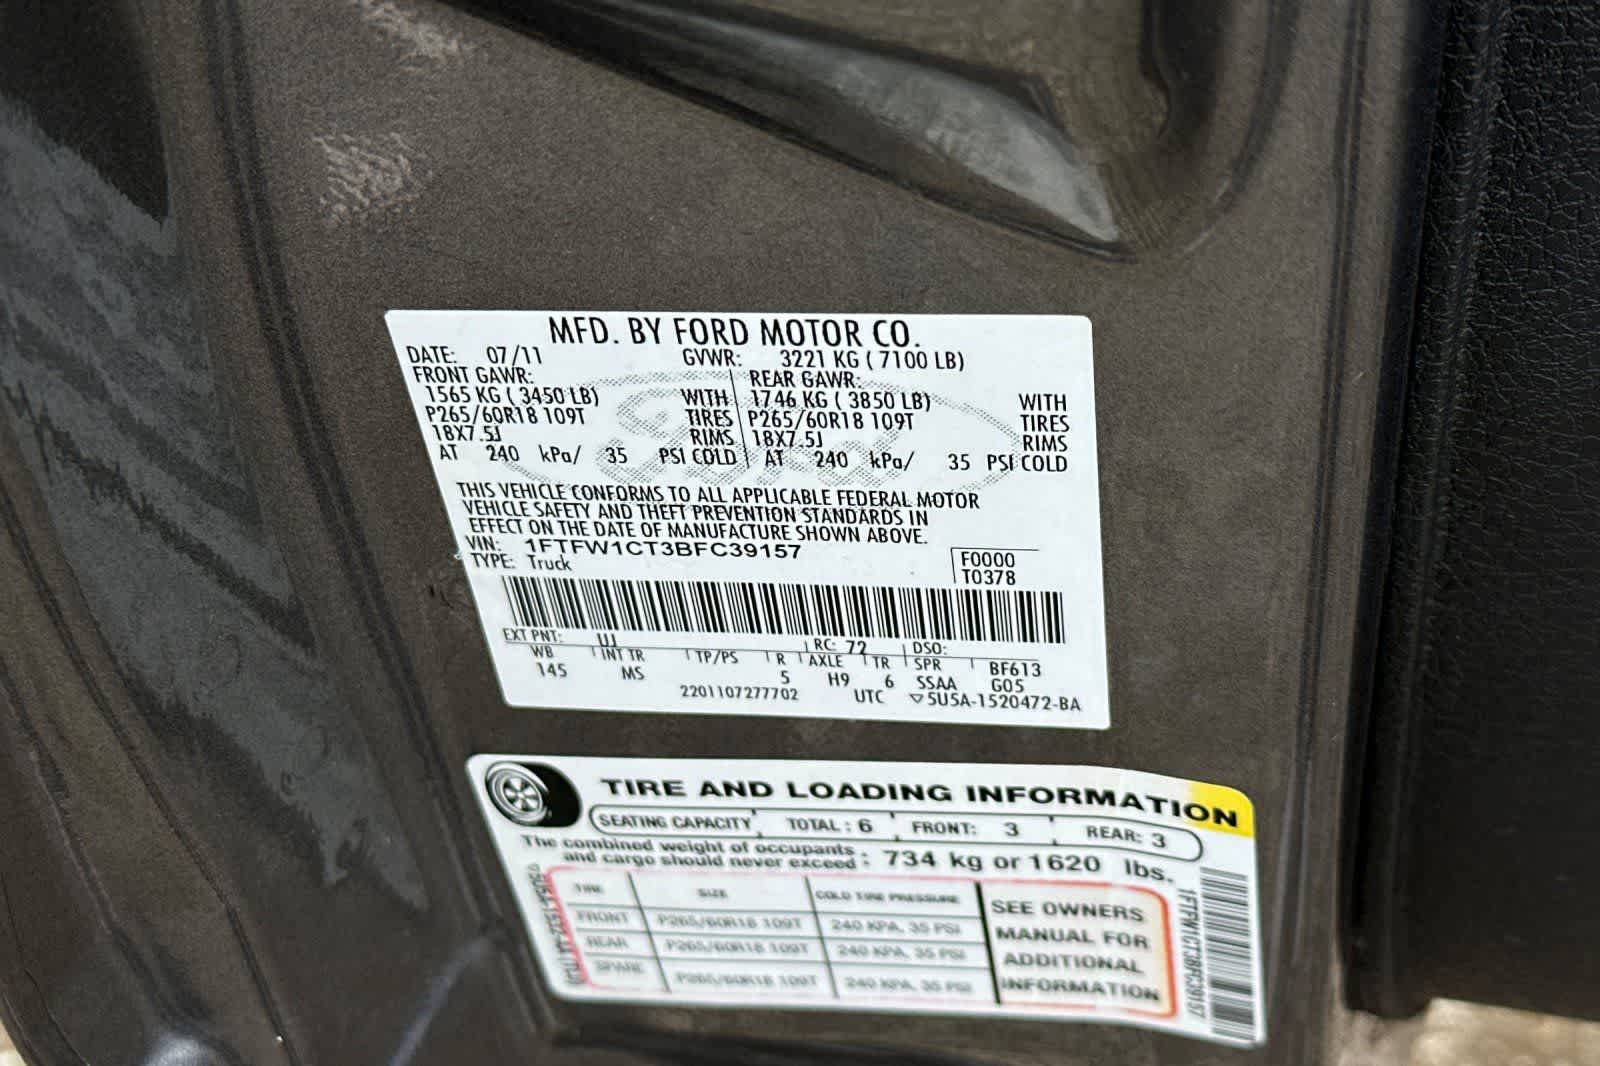 MFD. BY FORD MOTOR CO.
DATE: 07/11 GVWR: 3221 KG ( 7100 LB)
FRONT GAWR: REAR GAWR:
1565 KG ( 3450 LB) WITH 1746 KG ( 3850 LB) WITH
P265/60R18 109T TIRES P265/60R18 109T TIRES
18X7.5J RIMS 18X7.5J RIMS
AT 240 kPa/ 35 PSI COLD AT 240 kPa/ 35 PSI COLD
THIS VEHICLE CONFORMS TO ALL APPLICABLE FEDERAL MOTOR
VEHICLE SAFETY AND THEFT PREVENTION STANDARDS IN
EFFECT ON THE DATE OF MANUFACTURE SHOWN ABOVE.
VIN: 1FTFW1CT3BFC39157 F0000
TYPE: Truck T0378
EXT PNT: UJ RC: 72 DSO:
WB INT TR TP/PS R AXLE TR SPR BF613
145 MS 5 H9 6 SSAA G05
2201107277702 UTC ▽5U5A-1520472-BA
TIRE AND LOADING INFORMATION
SEATING CAPACITY TOTAL : 6 FRONT: 3 REAR: 3
The combined weight of occupants
and cargo should never exceed : 734 kg or 1620 lbs.
TIRE SIZE COLD TIRE PRESSURE
FRONT P265/60R18 109T 240 KPA, 35 PSI
REAR P265/60R18 109T 240 KPA, 35 PSI
SPARE P265/60R18 109T 240 KPA, 35 PSI
SEE OWNERS
MANUAL FOR
ADDITIONAL
INFORMATION
1FTFW1CT3BFC39157